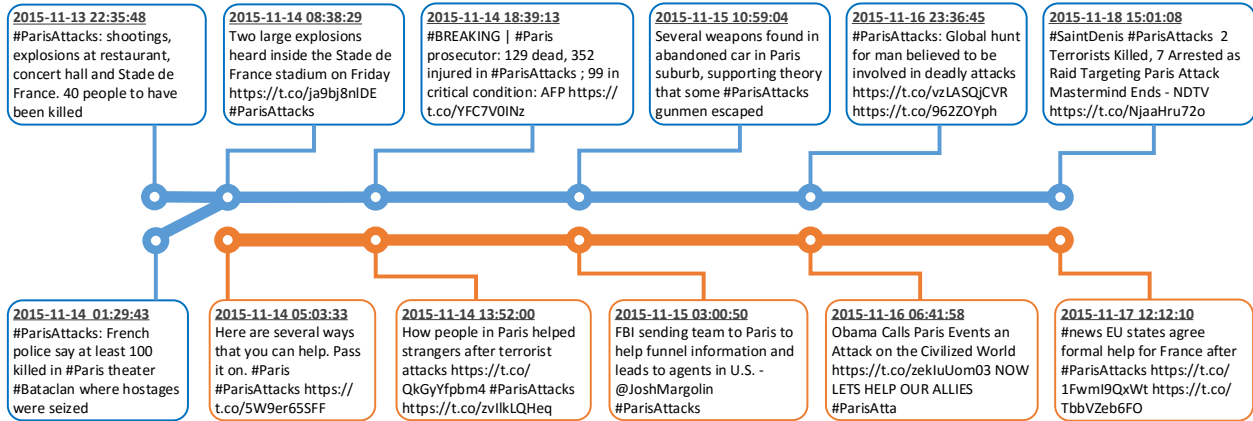 2015-11-13 22:35:48
#ParisAttacks: shootings,
explosions at restaurant,
concert hall and Stade de
France. 40 people to have
been killed
2015-11-14 08:38:29
Two large explosions
heard inside the Stade de
France stadium on Friday
https://t.co/ja9bj8nlDE
#ParisAttacks
2015-11-14 18:39:13
#BREAKING | #Paris
prosecutor: 129 dead, 352
injured in #ParisAttacks ; 99 in
critical condition: AFP https://
t.co/YFC7V0INz
2015-11-15 10:59:04
Several weapons found in
abandoned car in Paris
suburb, supporting theory
that some #ParisAttacks
gunmen escaped
2015-11-16 23:36:45
#ParisAttacks: Global hunt
for man believed to be
involved in deadly attacks
https://t.co/vzLASQjCVR
https://t.co/962ZOYph
2015-11-18 15:01:08
#SaintDenis #ParisAttacks 2
Terrorists Killed, 7 Arrested as
Raid Targeting Paris Attack
Mastermind Ends - NDTV
https://t.co/NjaaHru72o
2015-11-14 01:29:43
#ParisAttacks: French
police say at least 100
killed in #Paris theater
#Bataclan where hostages
were seized
2015-11-14 05:03:33
Here are several ways
that you can help. Pass
it on. #Paris
#ParisAttacks https://
t.co/5W9er65SFF
2015-11-14 13:52:00
How people in Paris helped
strangers after terrorist
attacks https://t.co/
QkGyYfpbm4 #ParisAttacks
https://t.co/zvIlkLQHeq
2015-11-15 03:00:50
FBI sending team to Paris to
help funnel information and
leads to agents in U.S. -
@JoshMargolin
#ParisAttacks
2015-11-16 06:41:58
Obama Calls Paris Events an
Attack on the Civilized World
https://t.co/zekIuUom03 NOW
LETS HELP OUR ALLIES
#ParisAtta
2015-11-17 12:12:10
#news EU states agree
formal help for France after
#ParisAttacks https://t.co/
1FwmI9QxWt https://t.co/
TbbVZeb6FO